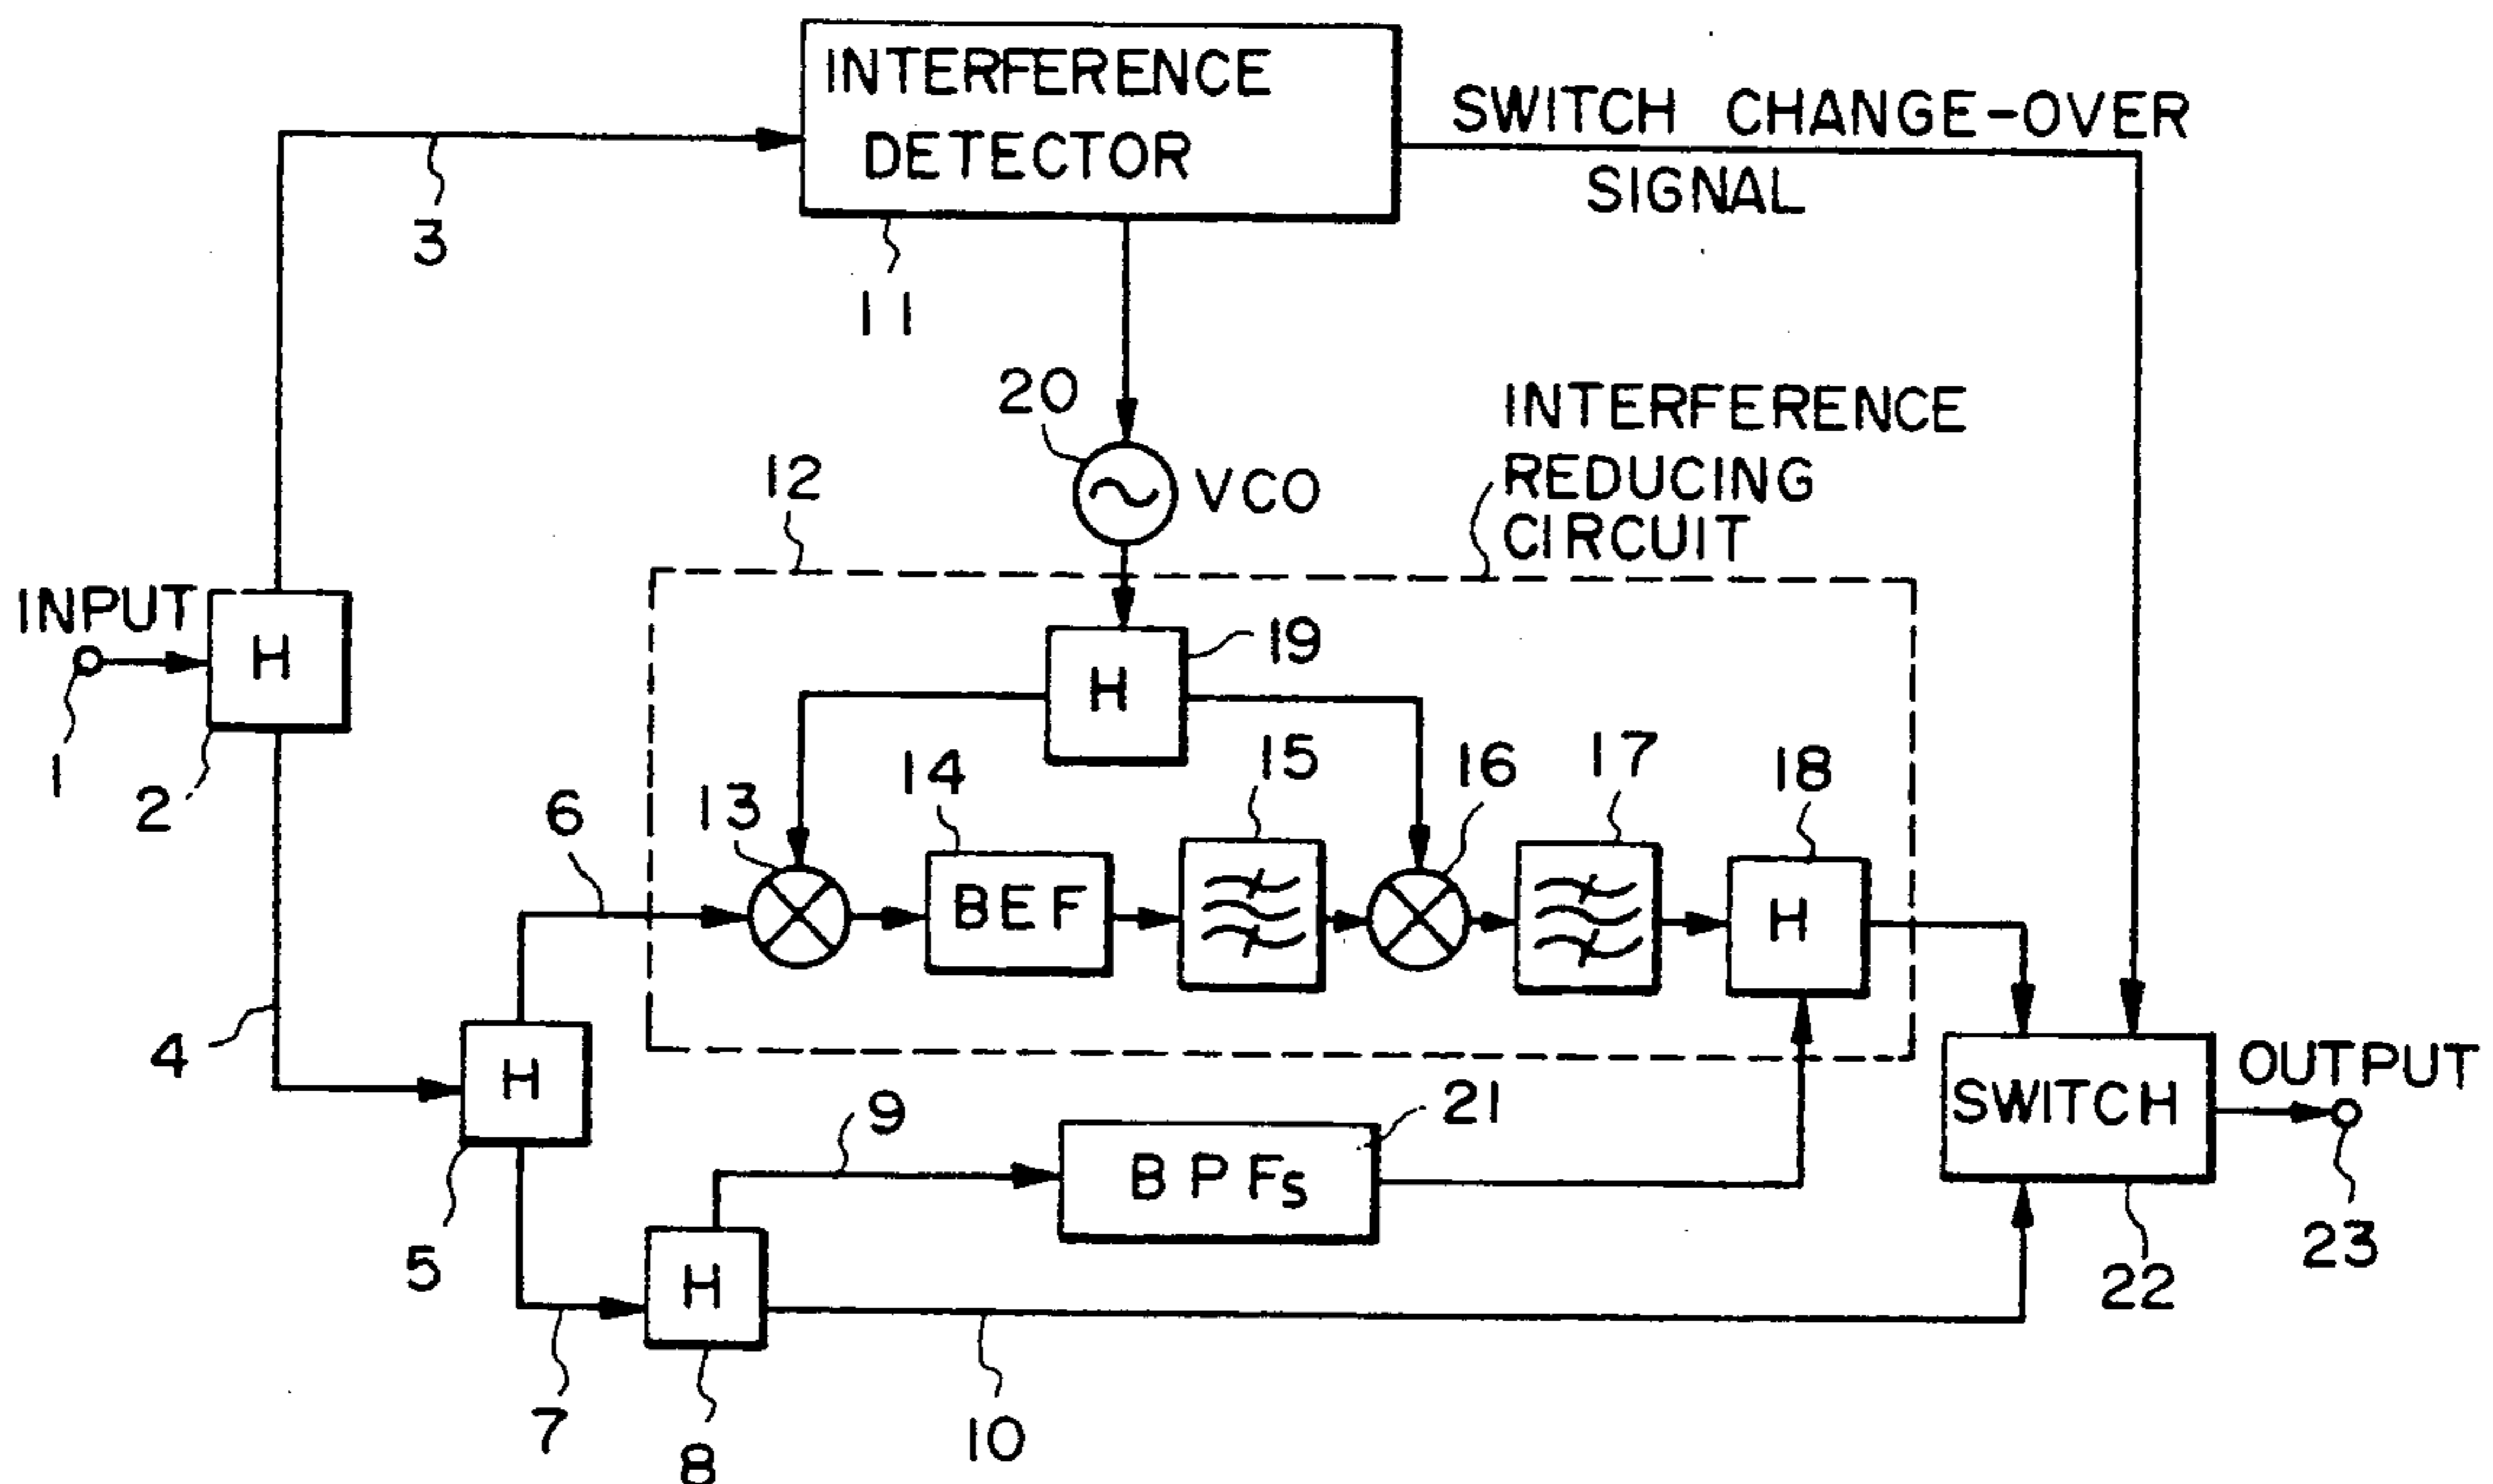 INTERFERENCE
DETECTOR
SWITCH CHANGE-OVER
SIGNAL
3
11
20
VCO
INTERFERENCE
REDUCING
CIRCUIT
12
INPUT
H
1
2
H
19
6
13
14
15
16
17
18
BEF
H
4
H
5
9
BPFs
21
SWITCH
OUTPUT
22
23
H
7
8
10